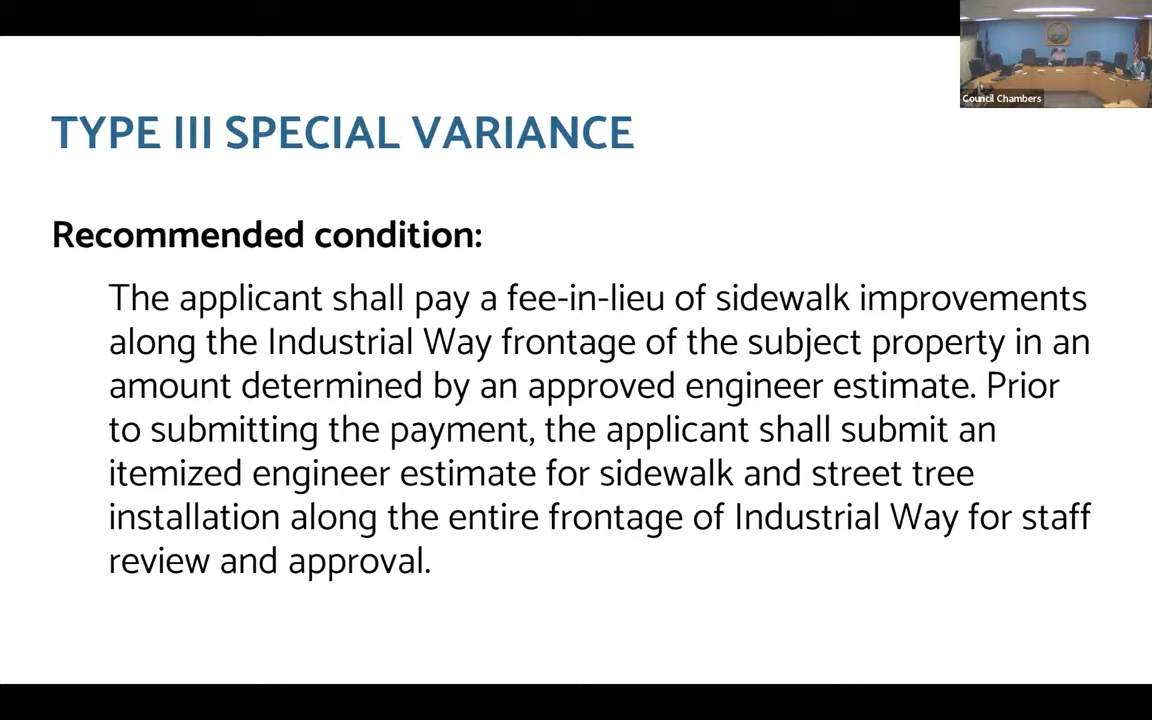 Council Chambers
TYPE III SPECIAL VARIANCE
Recommended condition:
The applicant shall pay a fee-in-lieu of sidewalk improvements
along the Industrial Way frontage of the subject property in an
amount determined by an approved engineer estimate. Prior
to submitting the payment, the applicant shall submit an
itemized engineer estimate for sidewalk and street tree
installation along the entire frontage of Industrial Way for staff
review and approval.